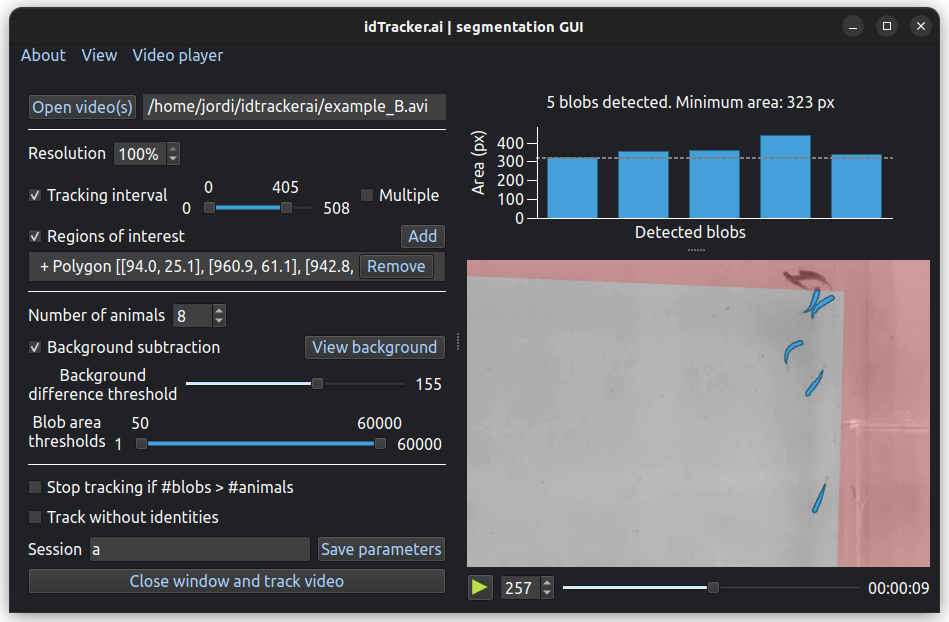 idTracker.ai | segmentation GUI
About View Video player
Open video(s) /home/jordi/idtrackerai/example_B.avi
Resolution 100%
Tracking interval 0 0 405 508 Multiple
Regions of interest Add
+ Polygon [[94.0, 25.1], [960.9, 61.1], [942.8, Remove
Number of animals 8
Background subtraction View background
Background
difference threshold 155
Blob area
thresholds 1 50 60000 60000
Stop tracking if #blobs > #animals
Track without identities
Session a Save parameters
Close window and track video
5 blobs detected. Minimum area: 323 px
Area (px)
400
300
200
100
0
Detected blobs
257 00:00:09